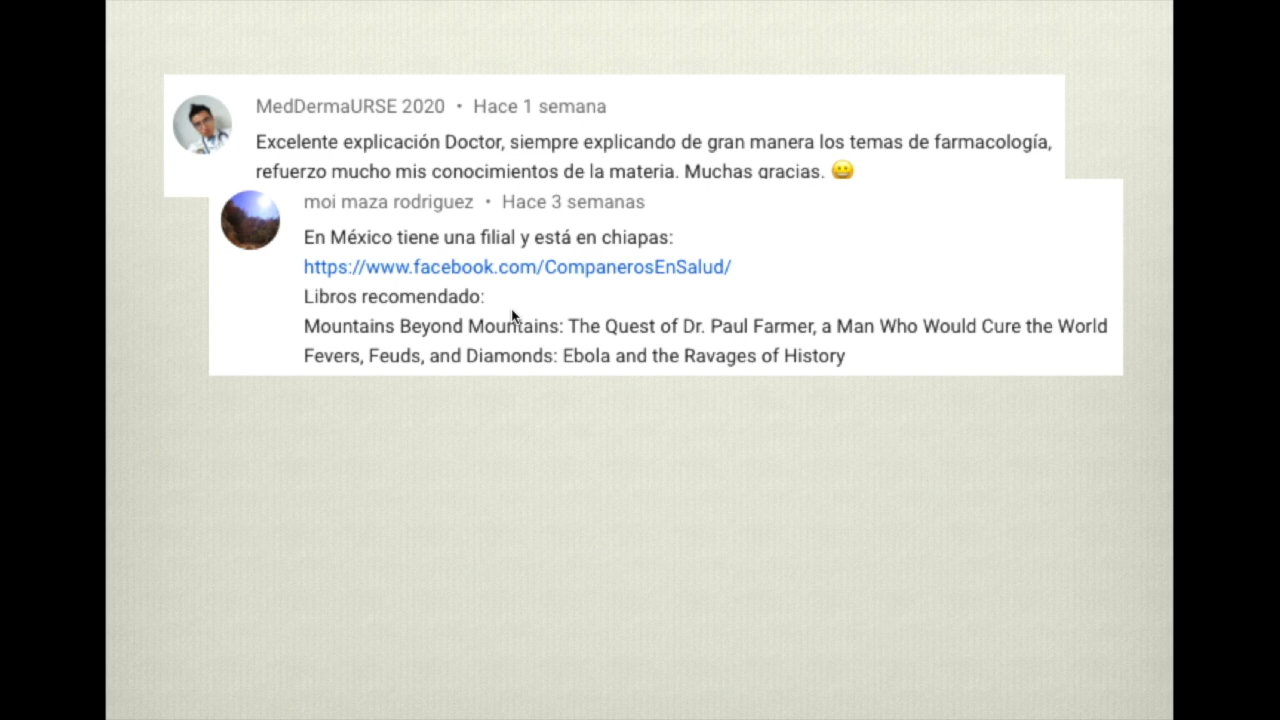 MedDermaURSE 2020 • Hace 1 semana
Excelente explicación Doctor, siempre explicando de gran manera los temas de farmacología,
refuerzo mucho mis conocimientos de la materia. Muchas gracias. 😀
moi maza rodriguez • Hace 3 semanas
En México tiene una filial y está en chiapas:
https://www.facebook.com/CompanerosEnSalud/
Libros recomendado:
Mountains Beyond Mountains: The Quest of Dr. Paul Farmer, a Man Who Would Cure the World
Fevers, Feuds, and Diamonds: Ebola and the Ravages of History